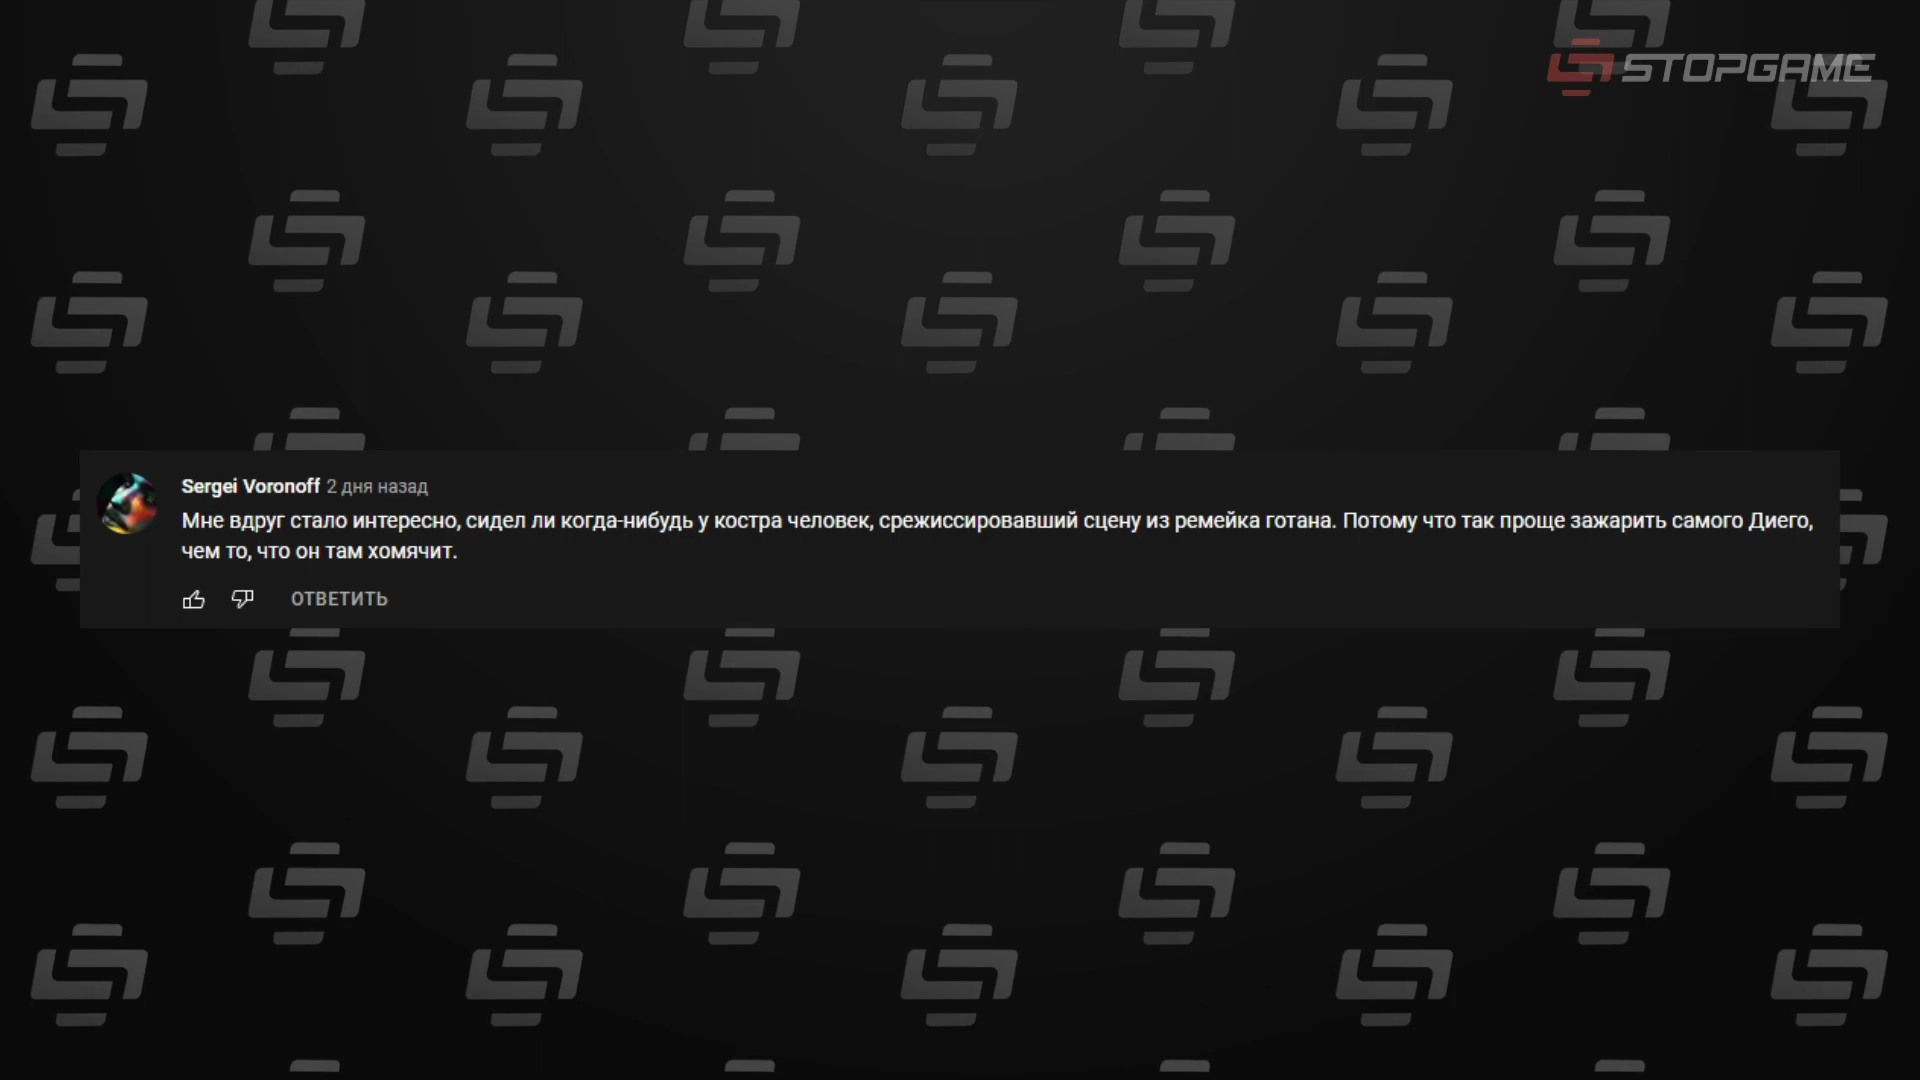 STOPGAME
Sergei Voronoff 2 дня назад
Мне вдруг стало интересно, сидел ли когда-нибудь у костра человек, срежиссировавший сцену из ремейка готана. Потому что так проще зажарить самого Диего,
чем то, что он там хомячит.
ОТВЕТИТЬ